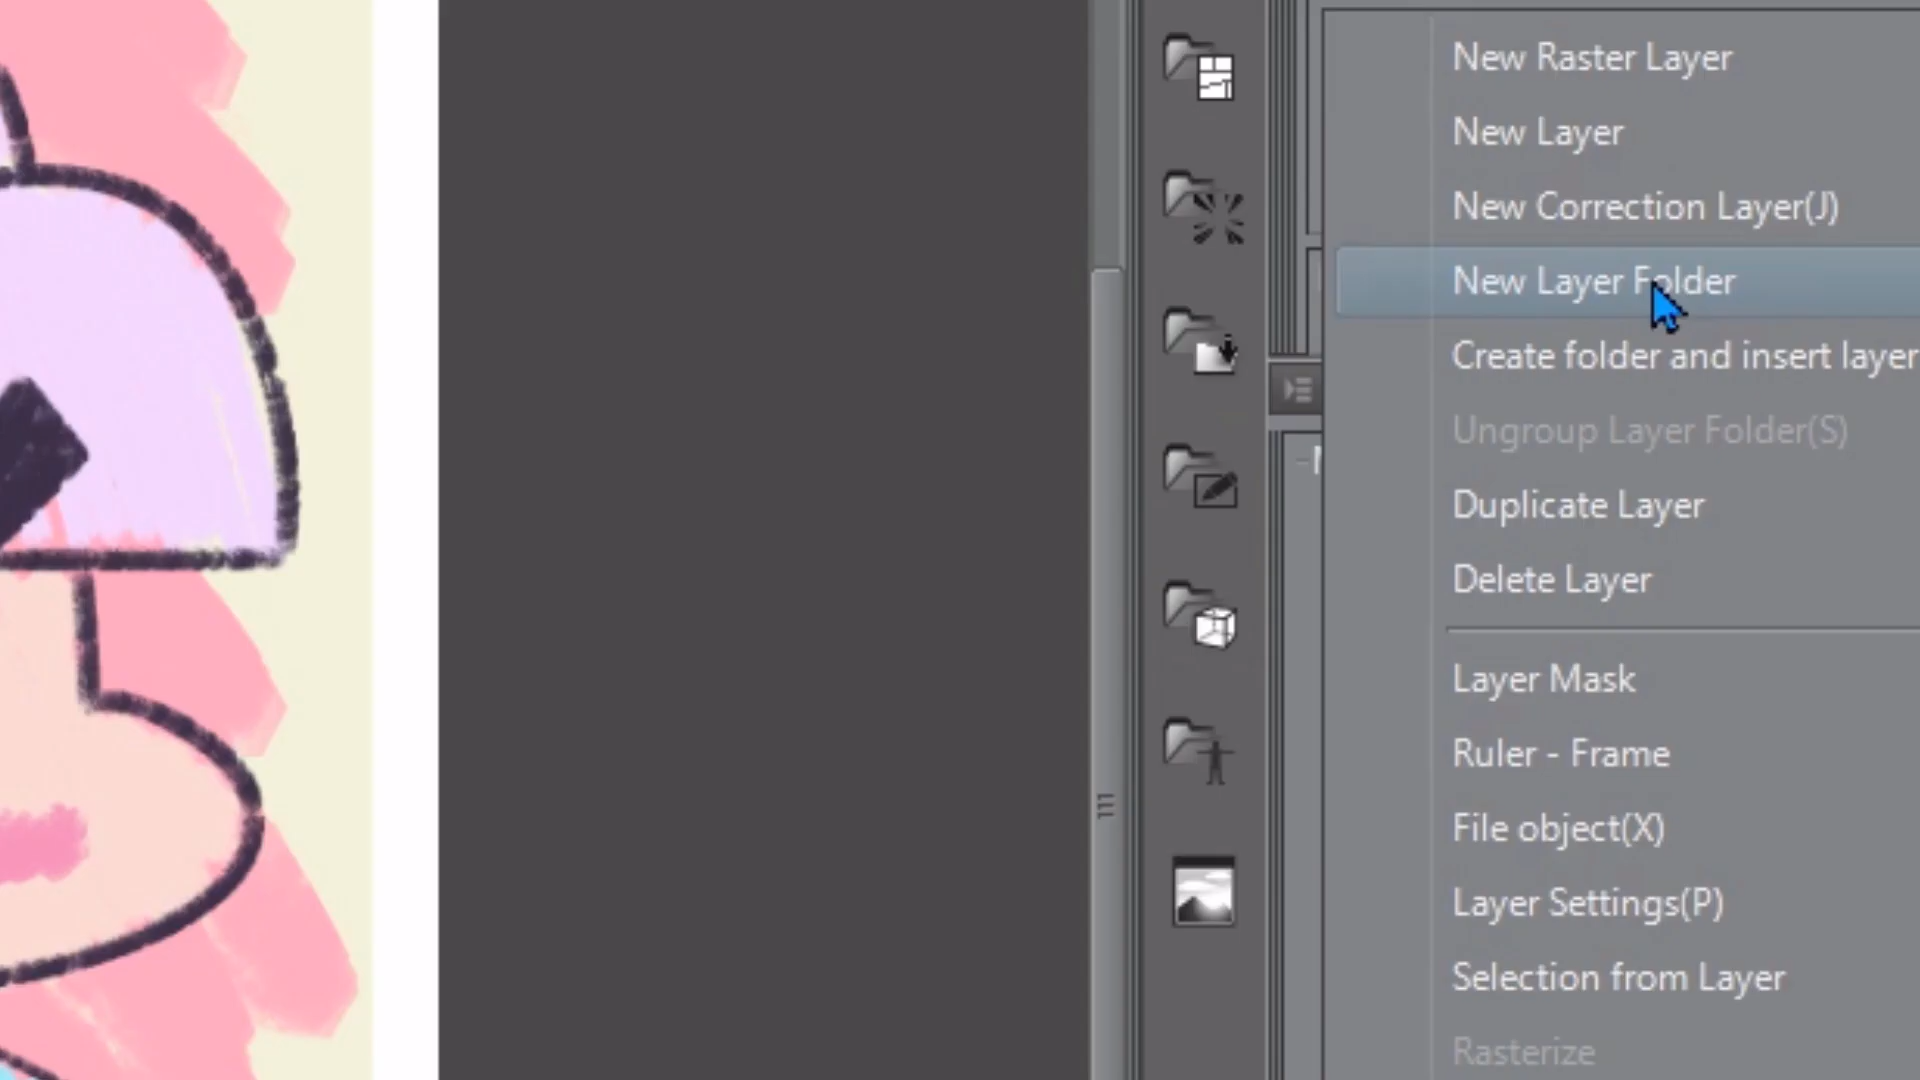 New Raster Layer
New Layer
New Correction Layer(J)
New Layer Folder
Create folder and insert layer
Ungroup Layer Folder(S)
Duplicate Layer
Delete Layer
Layer Mask
Ruler - Frame
File object(X)
Layer Settings(P)
Selection from Layer
Rasterize